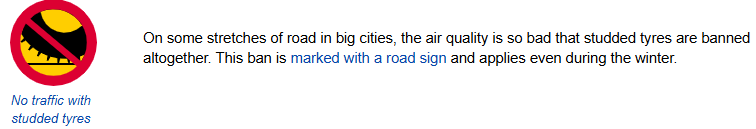 On some stretches of road in big cities, the air quality is so bad that studded tyres are banned
altogether. This ban is marked with a road sign and applies even during the winter.
No traffic with
studded tyres